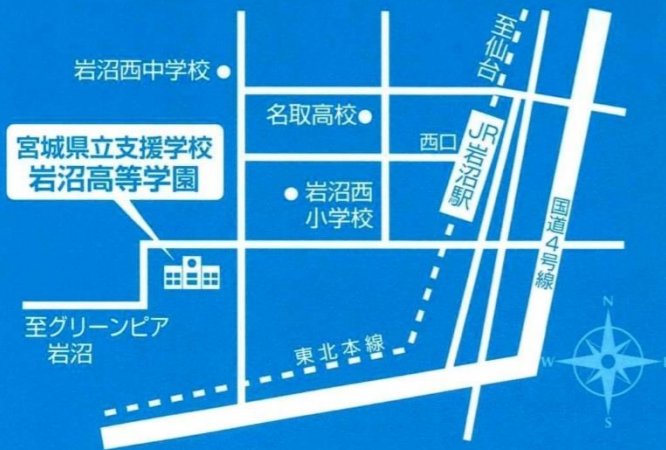 至仙台
岩沼西中学校
名取高校
西口
JR岩沼駅
宮城県立支援学校
岩沼高等学園
岩沼西
小学校
国道4号線
至グリーンピア
岩沼
東北本線
N
W
S